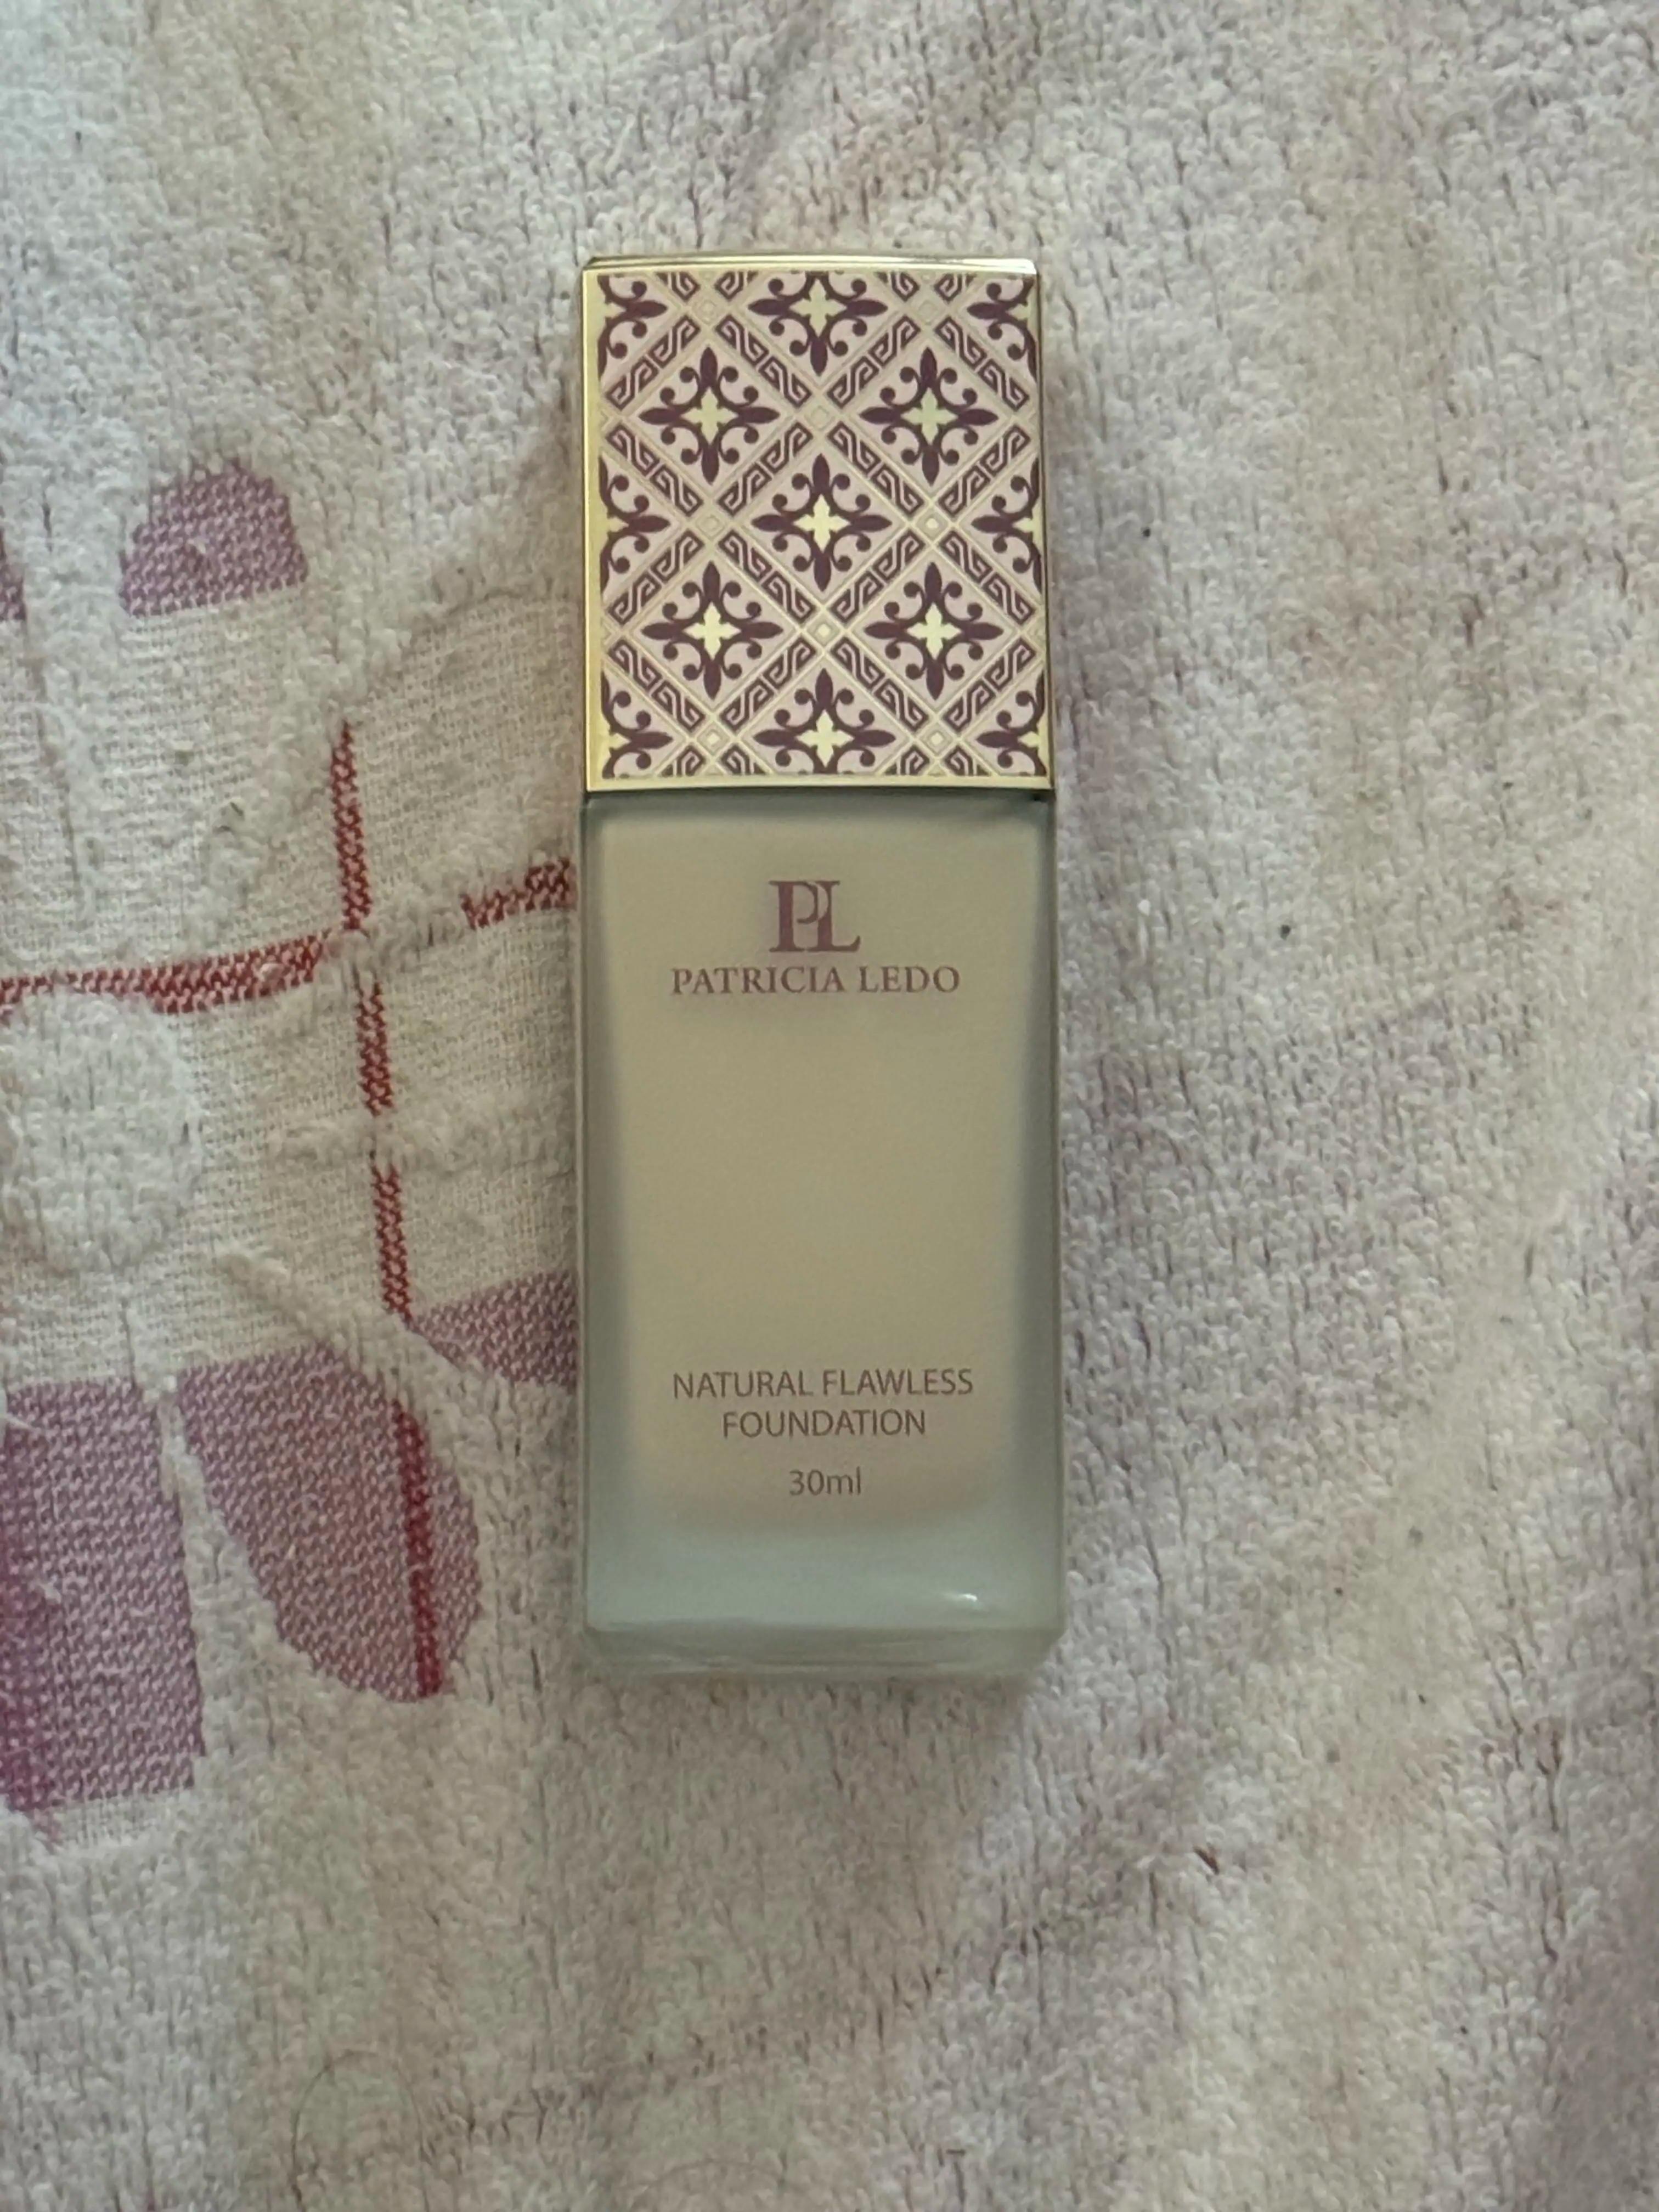 PL
PATRICIA LEDO
NATURAL FLAWLESS
FOUNDATION
30ml